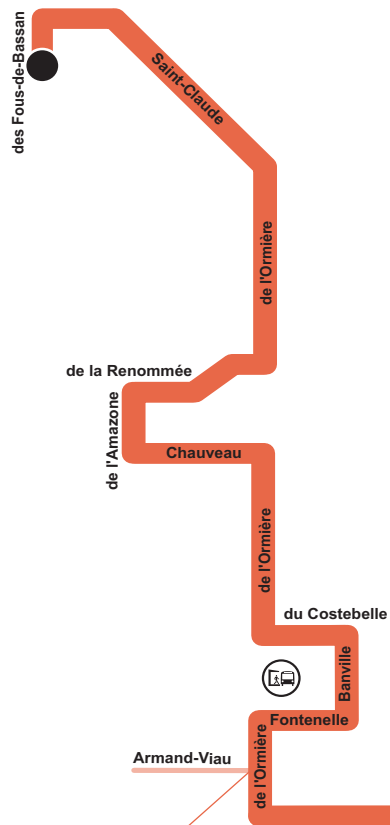 des Fous-de-Bassan
Saint-Claude
de l'Ormière
de la Renommée
de l'Amazone
Chauveau
de l'Ormière
du Costebelle
Banville
Fontenelle
Armand-Viau
de l'Ormière